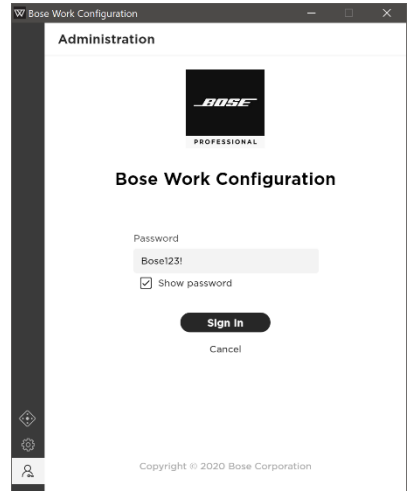 Bose Work Configuration
Administration
BOSE
PROFESSIONAL
Bose Work Configuration
Password
Bose123!
Show password
Sign In
Cancel
Copyright © 2020 Bose Corporation